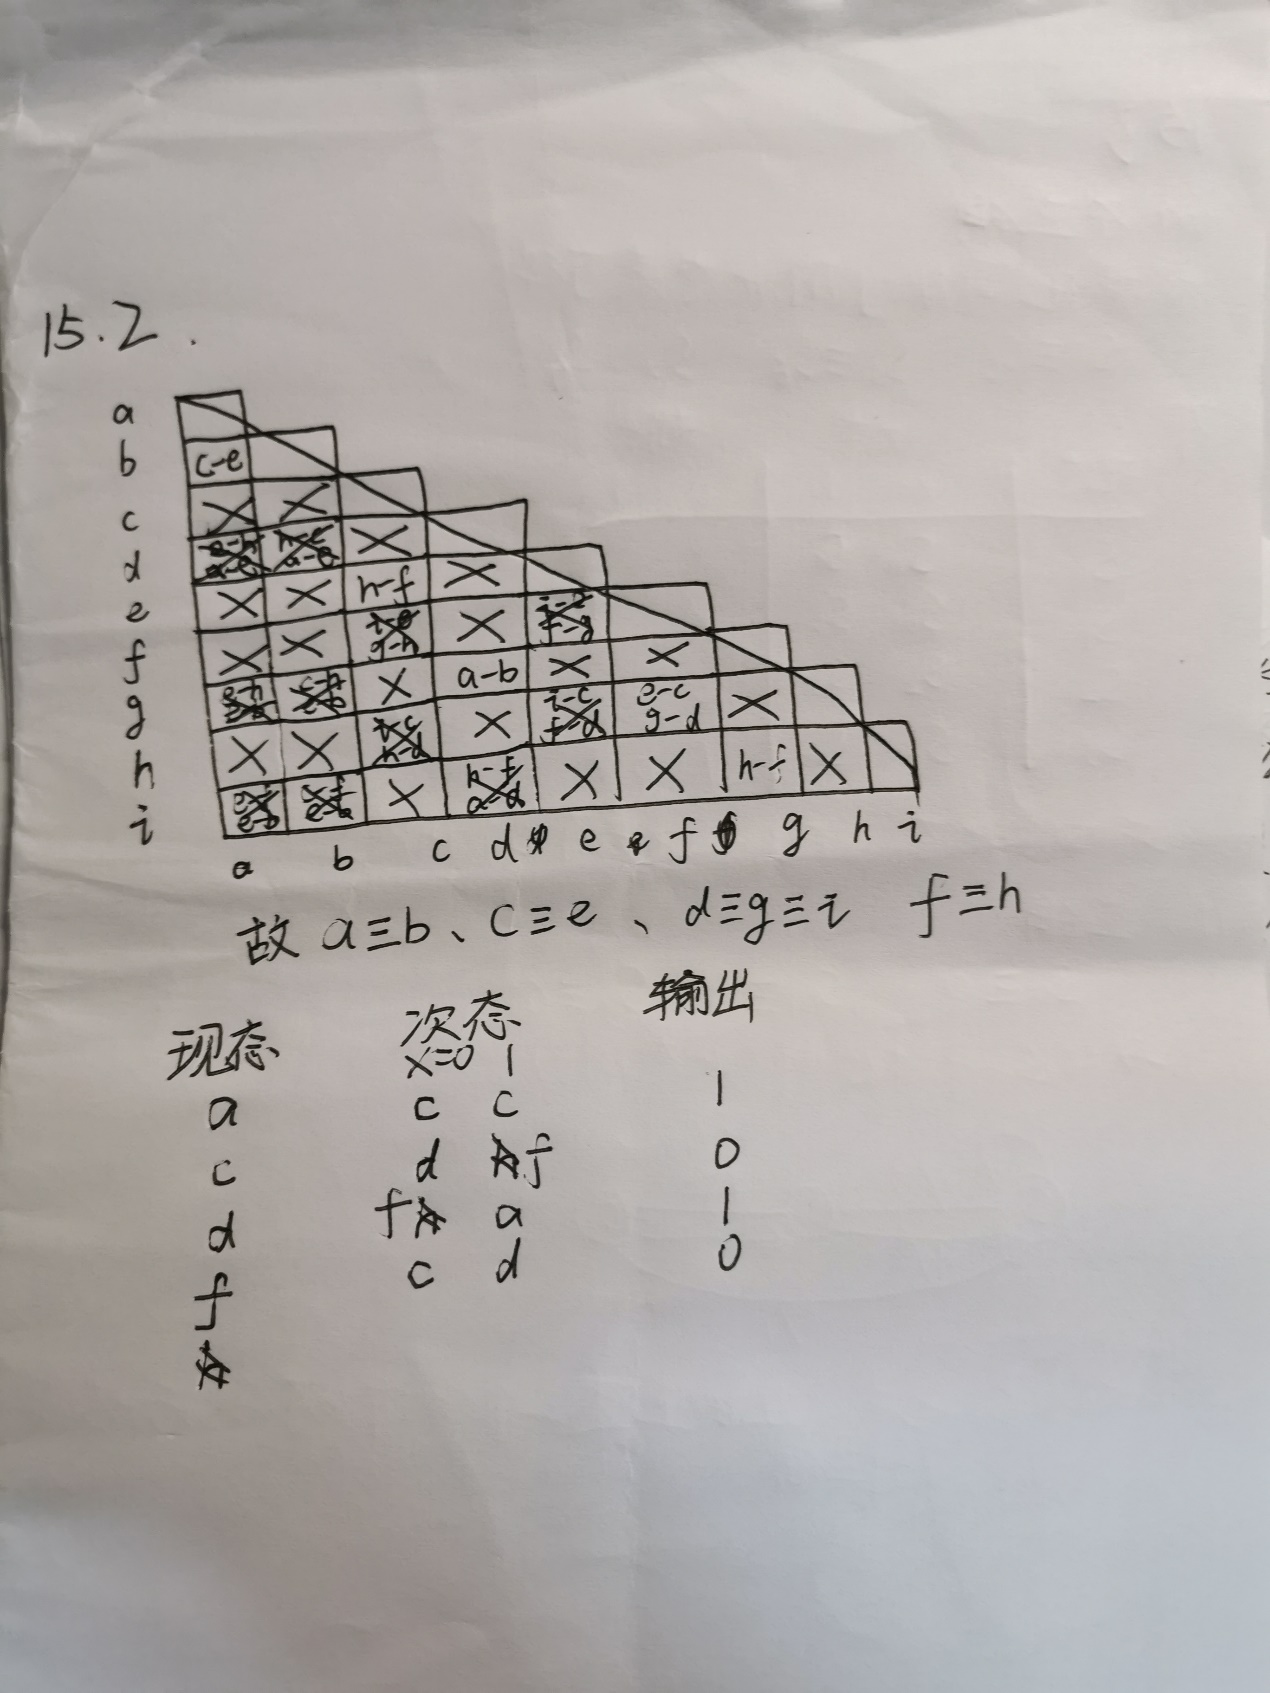 15.2.
a
b c-e
c × ×
d ×
e × × h-f ×
f × × ×
g × a-b × ×
h × × × e-c g-d ×
i × × × h-f ×
a b c d e f g h i
故 a≡b、c≡e、d≡g≡i f≡h
现态 次态 输出
x=0 1
a c c 1
c d f 0
d f a 1
f c d 0